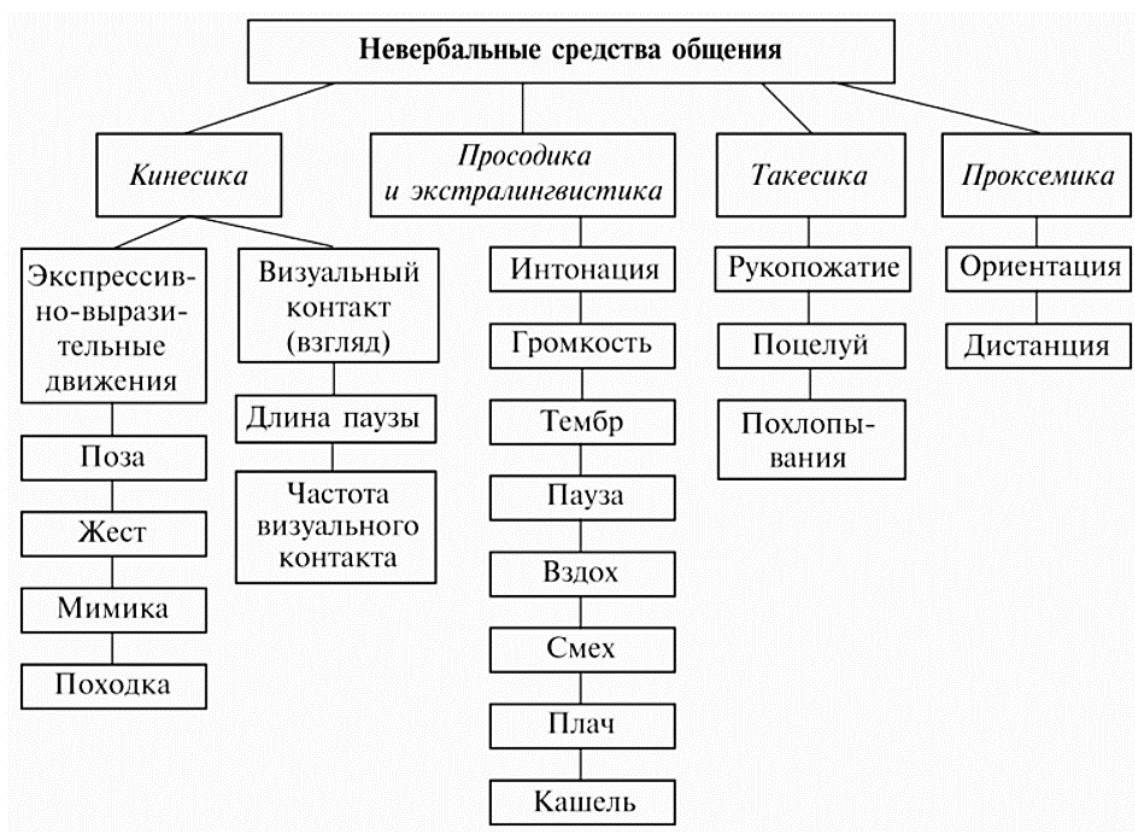 Невербальные средства общения
Кинесика
Просодика
и экстралингвистика
Такесика
Проксемика
Экспрессив-
но-вырази-
тельные
движения
Поза
Жест
Мимика
Походка
Визуальный
контакт
(взгляд)
Длина паузы
Частота
визуального
контакта
Интонация
Громкость
Тембр
Пауза
Вздох
Смех
Плач
Кашель
Рукопожатие
Поцелуй
Похлопы-
вания
Ориентация
Дистанция